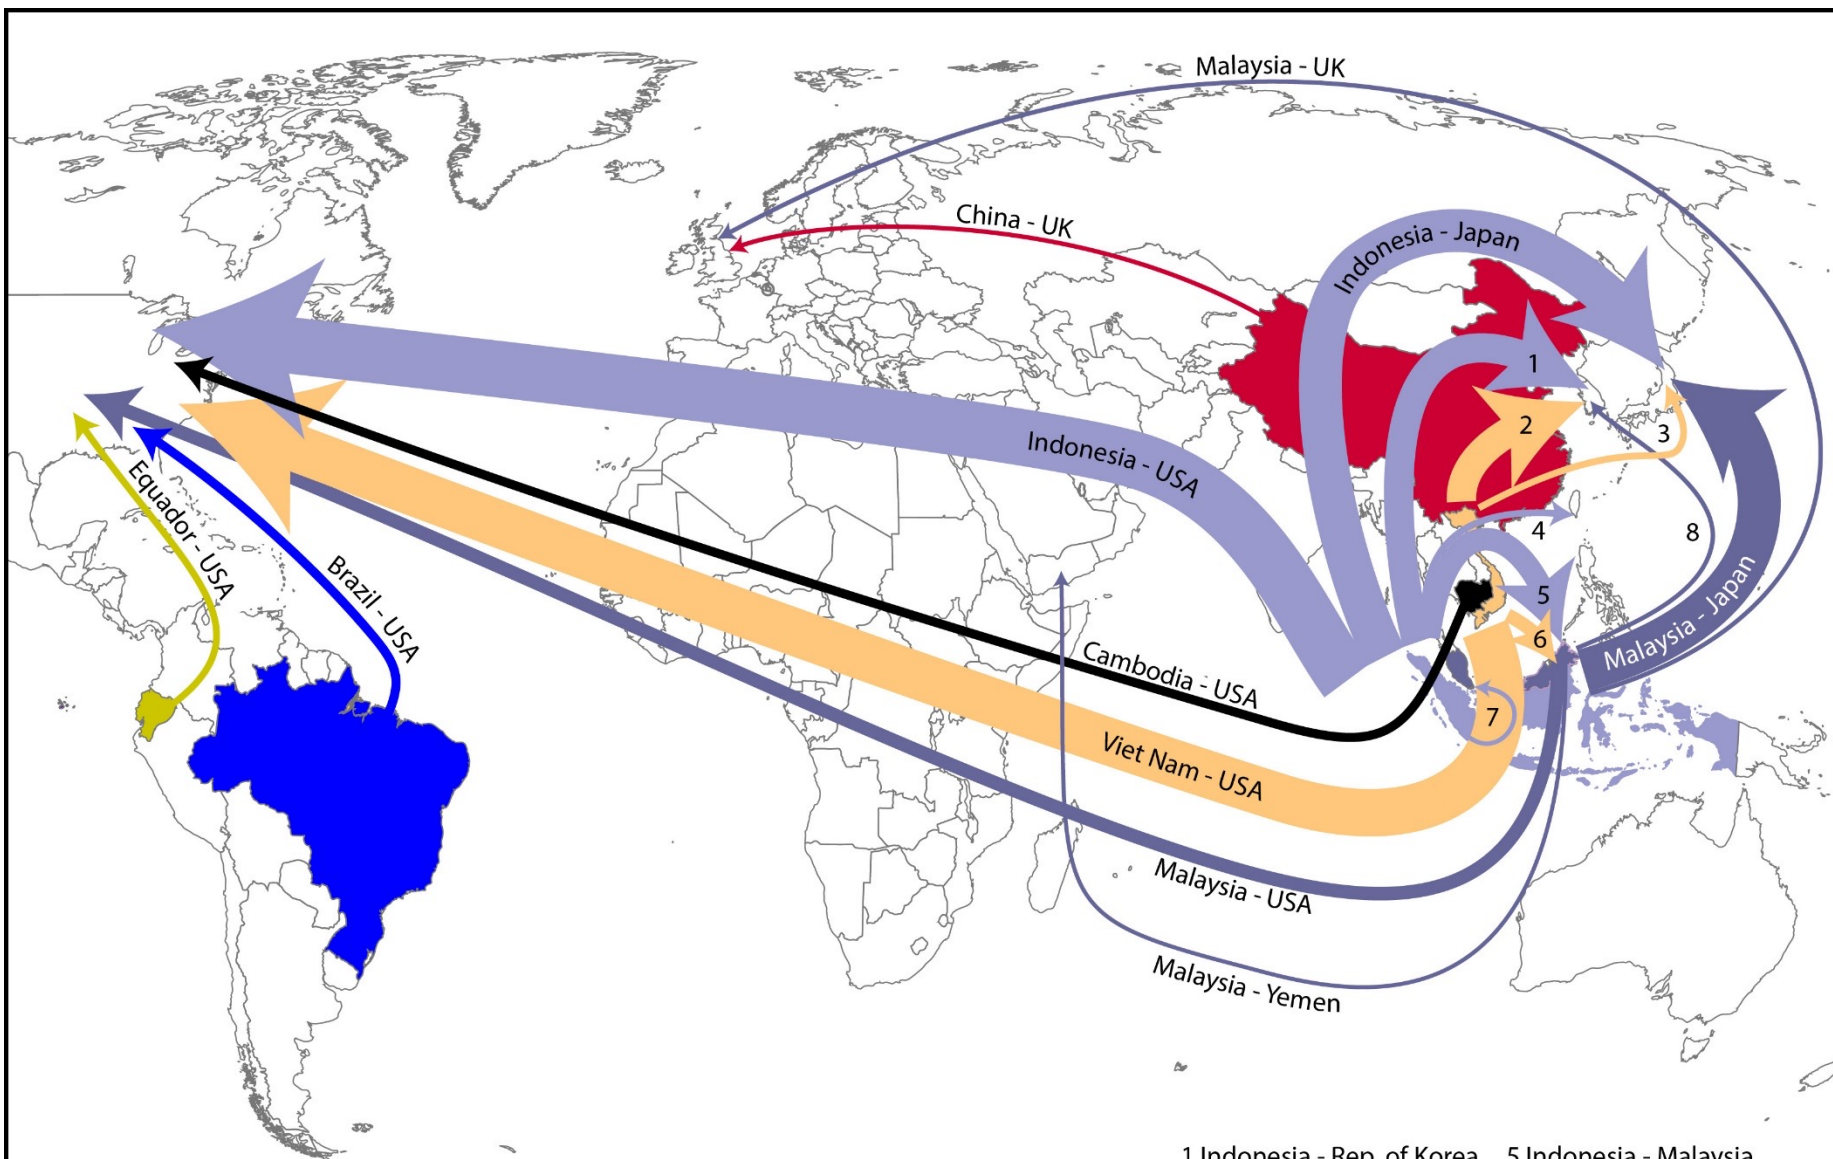 Malaysia - UK
China - UK
Indonesia - Japan
1
2
3
Indonesia - USA
Equador - USA
4
8
Brazil - USA
5
Malaysia - Japan
6
Cambodia - USA
7
Viet Nam - USA
Malaysia - USA
Malaysia - Yemen
1 Indonesia - Rep. of Korea 5 Indonesia - Malaysia